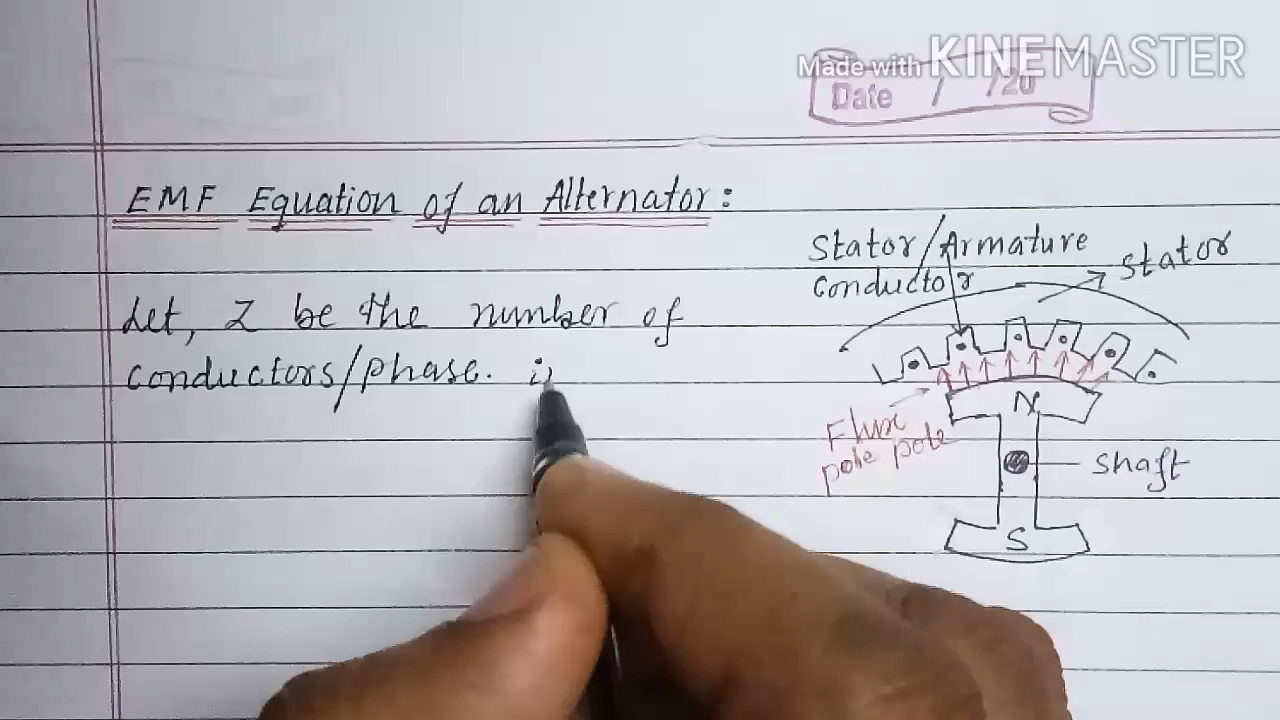 Made with KINEMASTER
Date / /20
EMF Equation of an Alternator:
Let, Z be the number of
conductors/phase. i
Stator/Armature
conductor
stator
N
Flux
pole pole
shaft
S